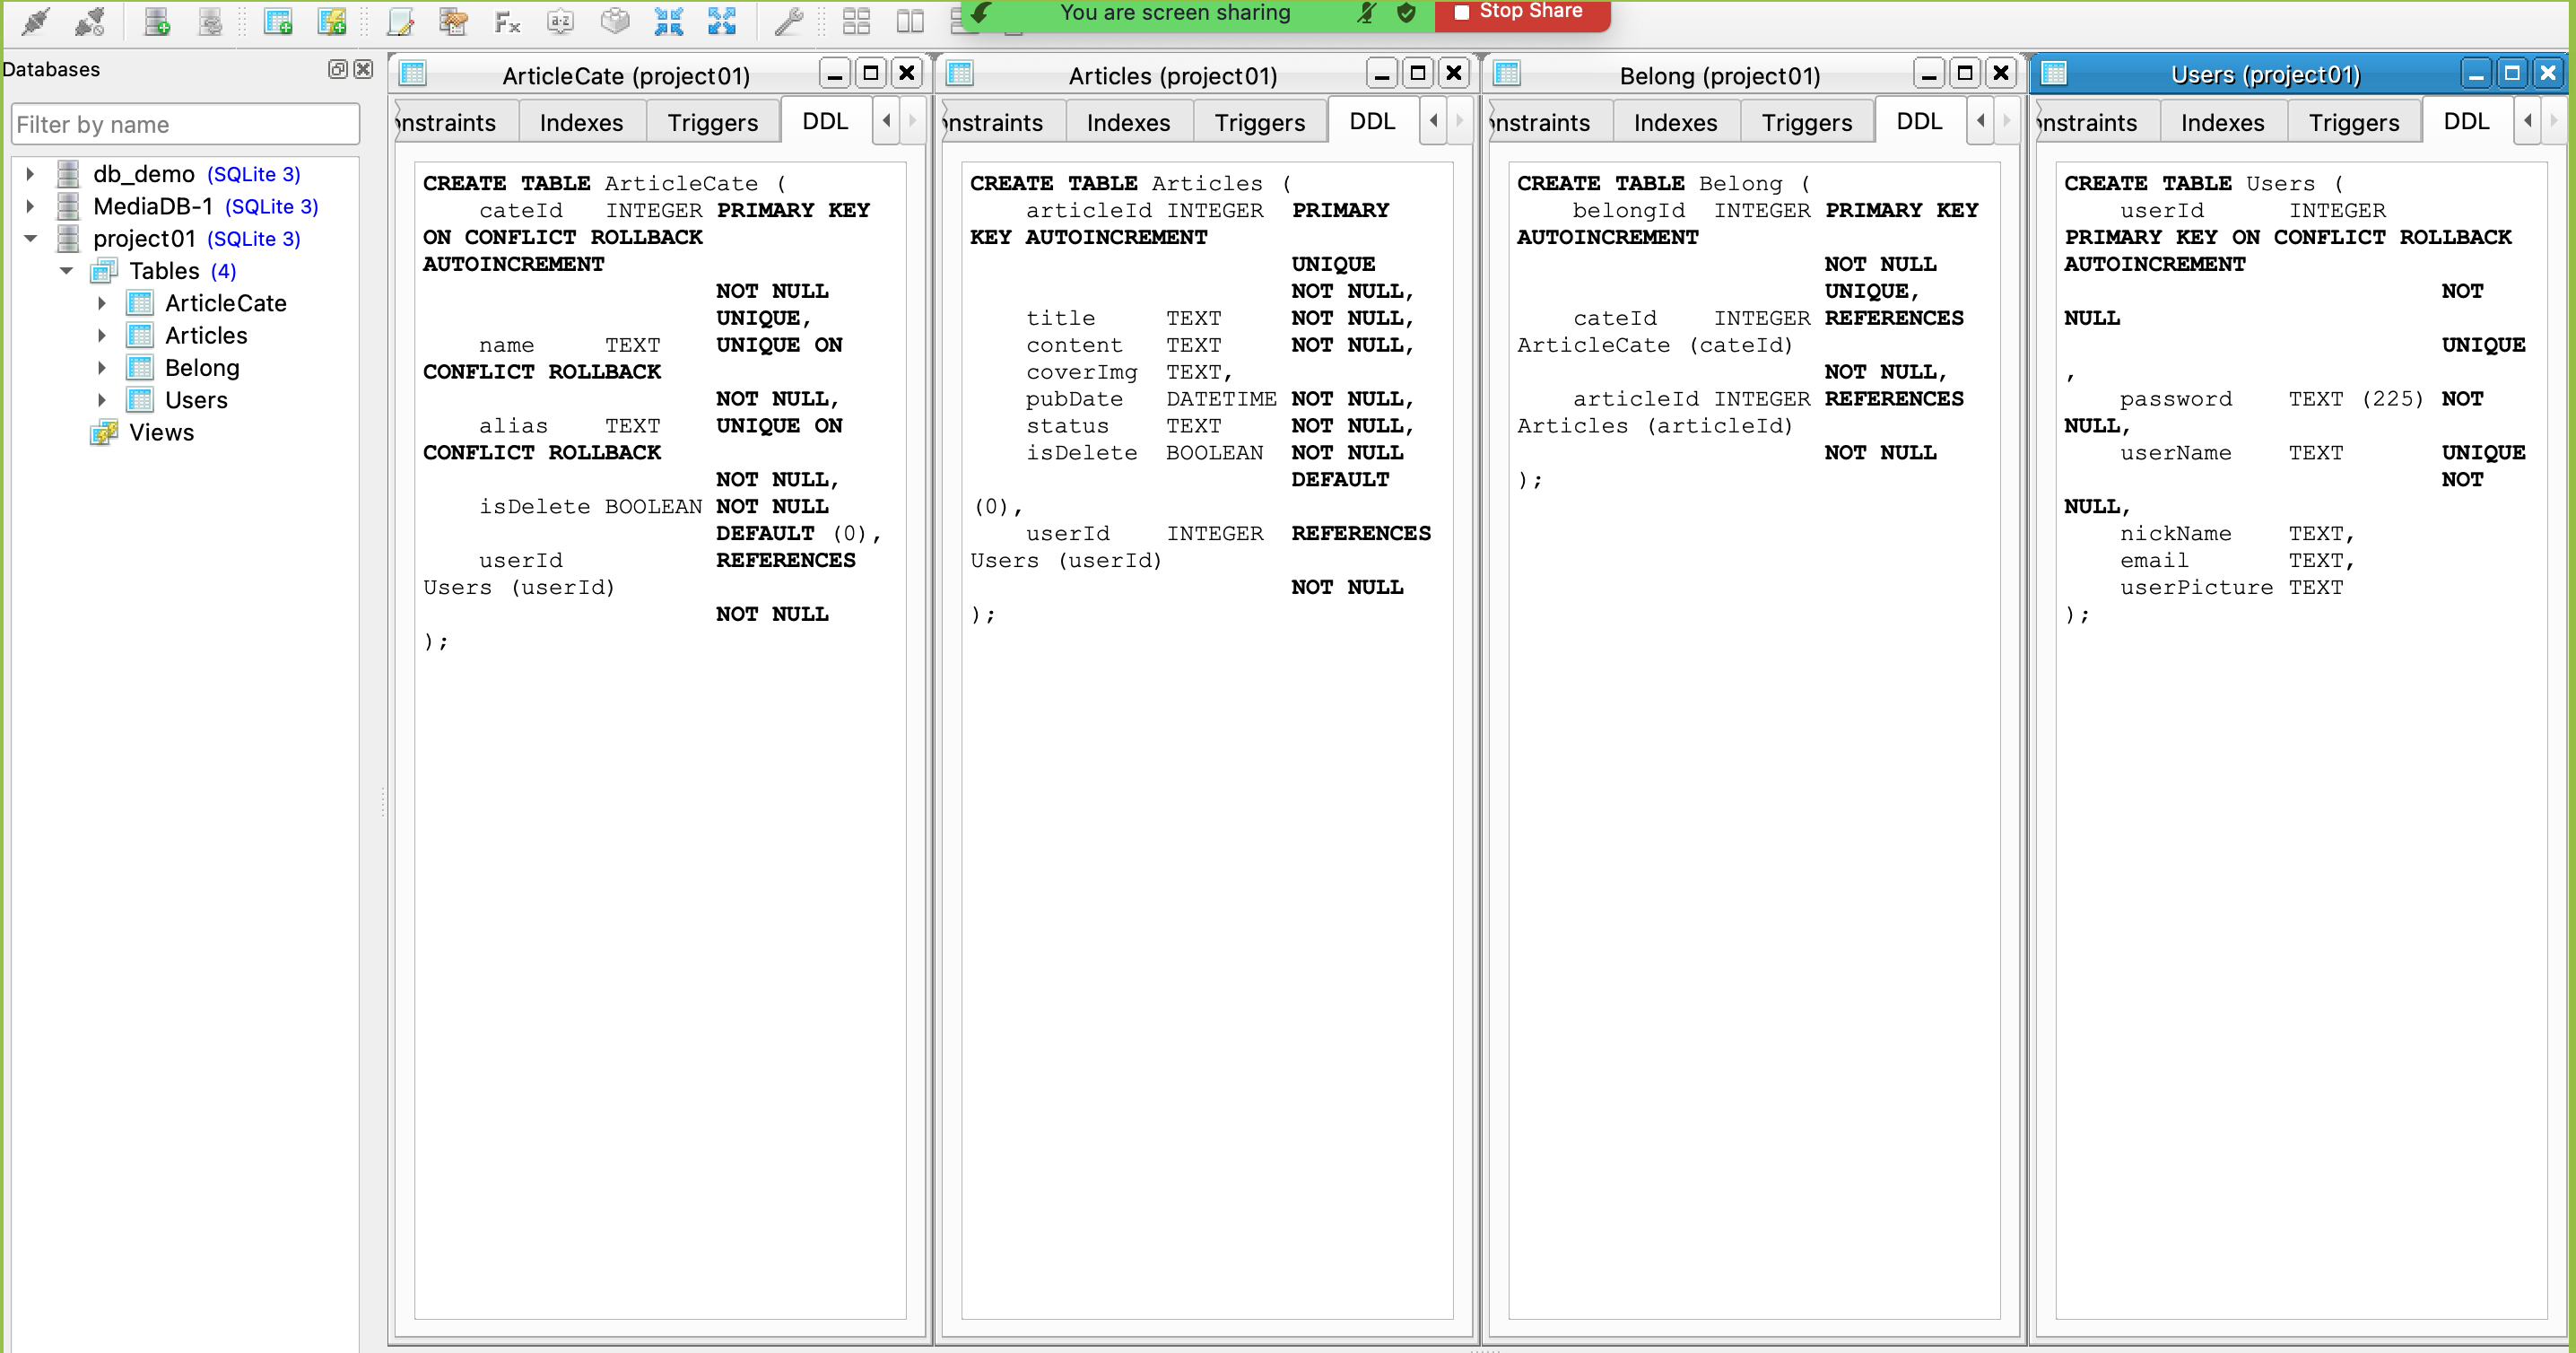 You are screen sharing
Stop Share
Databases
Filter by name
db_demo (SQLite 3)
MediaDB-1 (SQLite 3)
project01 (SQLite 3)
Tables (4)
ArticleCate
Articles
Belong
Users
Views
ArticleCate (project01)
nstraints Indexes Triggers DDL
CREATE TABLE ArticleCate (
cateId INTEGER PRIMARY KEY
ON CONFLICT ROLLBACK
AUTOINCREMENT
NOT NULL
UNIQUE,
name TEXT UNIQUE ON
CONFLICT ROLLBACK
NOT NULL,
alias TEXT UNIQUE ON
CONFLICT ROLLBACK
NOT NULL,
isDelete BOOLEAN NOT NULL
DEFAULT (0),
userId REFERENCES
Users (userId)
NOT NULL
);
Articles (project01)
nstraints Indexes Triggers DDL
CREATE TABLE Articles (
articleId INTEGER PRIMARY
KEY AUTOINCREMENT
UNIQUE
NOT NULL,
title TEXT NOT NULL,
content TEXT NOT NULL,
coverImg TEXT,
pubDate DATETIME NOT NULL,
status TEXT NOT NULL,
isDelete BOOLEAN NOT NULL
DEFAULT
(0),
userId INTEGER REFERENCES
Users (userId)
NOT NULL
);
Belong (project01)
nstraints Indexes Triggers DDL
CREATE TABLE Belong (
belongId INTEGER PRIMARY KEY
AUTOINCREMENT
NOT NULL
UNIQUE,
cateId INTEGER REFERENCES
ArticleCate (cateId)
NOT NULL,
articleId INTEGER REFERENCES
Articles (articleId)
NOT NULL
);
Users (project01)
nstraints Indexes Triggers DDL
CREATE TABLE Users (
userId INTEGER
PRIMARY KEY ON CONFLICT ROLLBACK
AUTOINCREMENT
NOT
NULL
UNIQUE
,
password TEXT (225) NOT
NULL,
userName TEXT UNIQUE
NOT
NULL,
nickName TEXT,
email TEXT,
userPicture TEXT
);